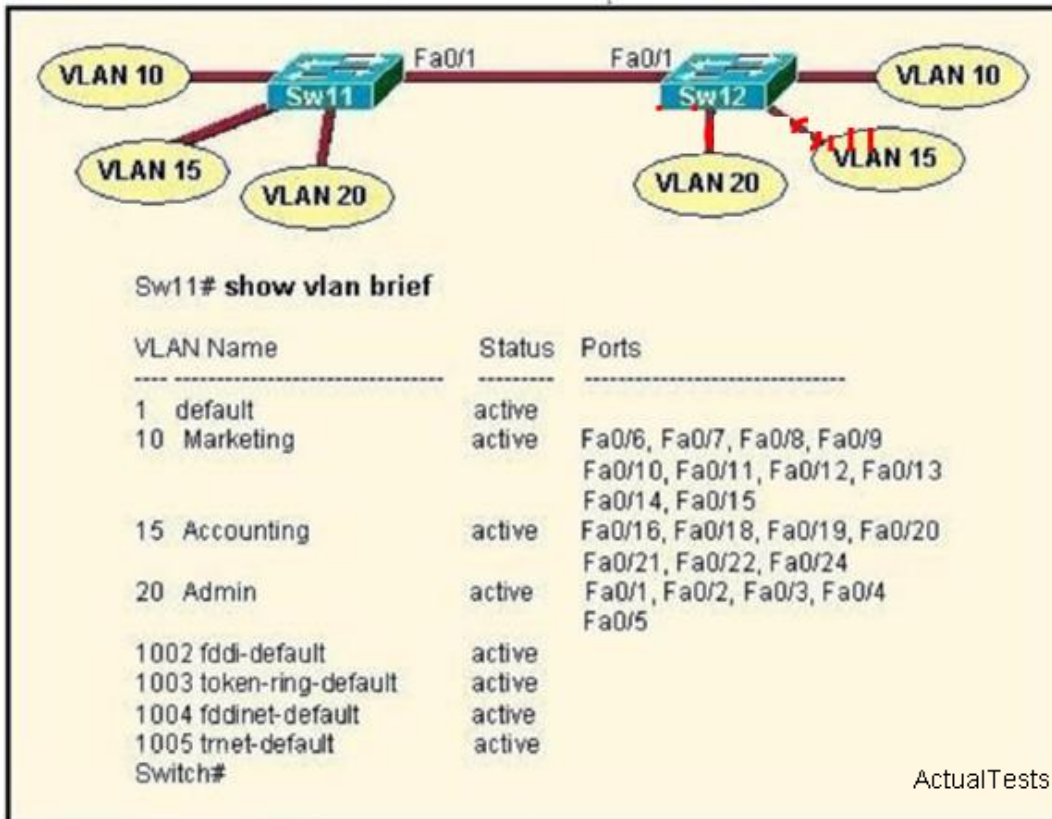 Fa0/1 Fa0/1
VLAN 10 VLAN 10
Sw11 Sw12
VLAN 15 VLAN 15
VLAN 20 VLAN 20
Sw11# show vlan brief
VLAN Name Status Ports
---- -------------------------------- --------- -------------------------------
1 default active
10 Marketing active Fa0/6, Fa0/7, Fa0/8, Fa0/9
Fa0/10, Fa0/11, Fa0/12, Fa0/13
Fa0/14, Fa0/15
15 Accounting active Fa0/16, Fa0/18, Fa0/19, Fa0/20
Fa0/21, Fa0/22, Fa0/24
20 Admin active Fa0/1, Fa0/2, Fa0/3, Fa0/4
Fa0/5
1002 fddi-default active
1003 token-ring-default active
1004 fddinet-default active
1005 trnet-default active
Switch#
ActualTests